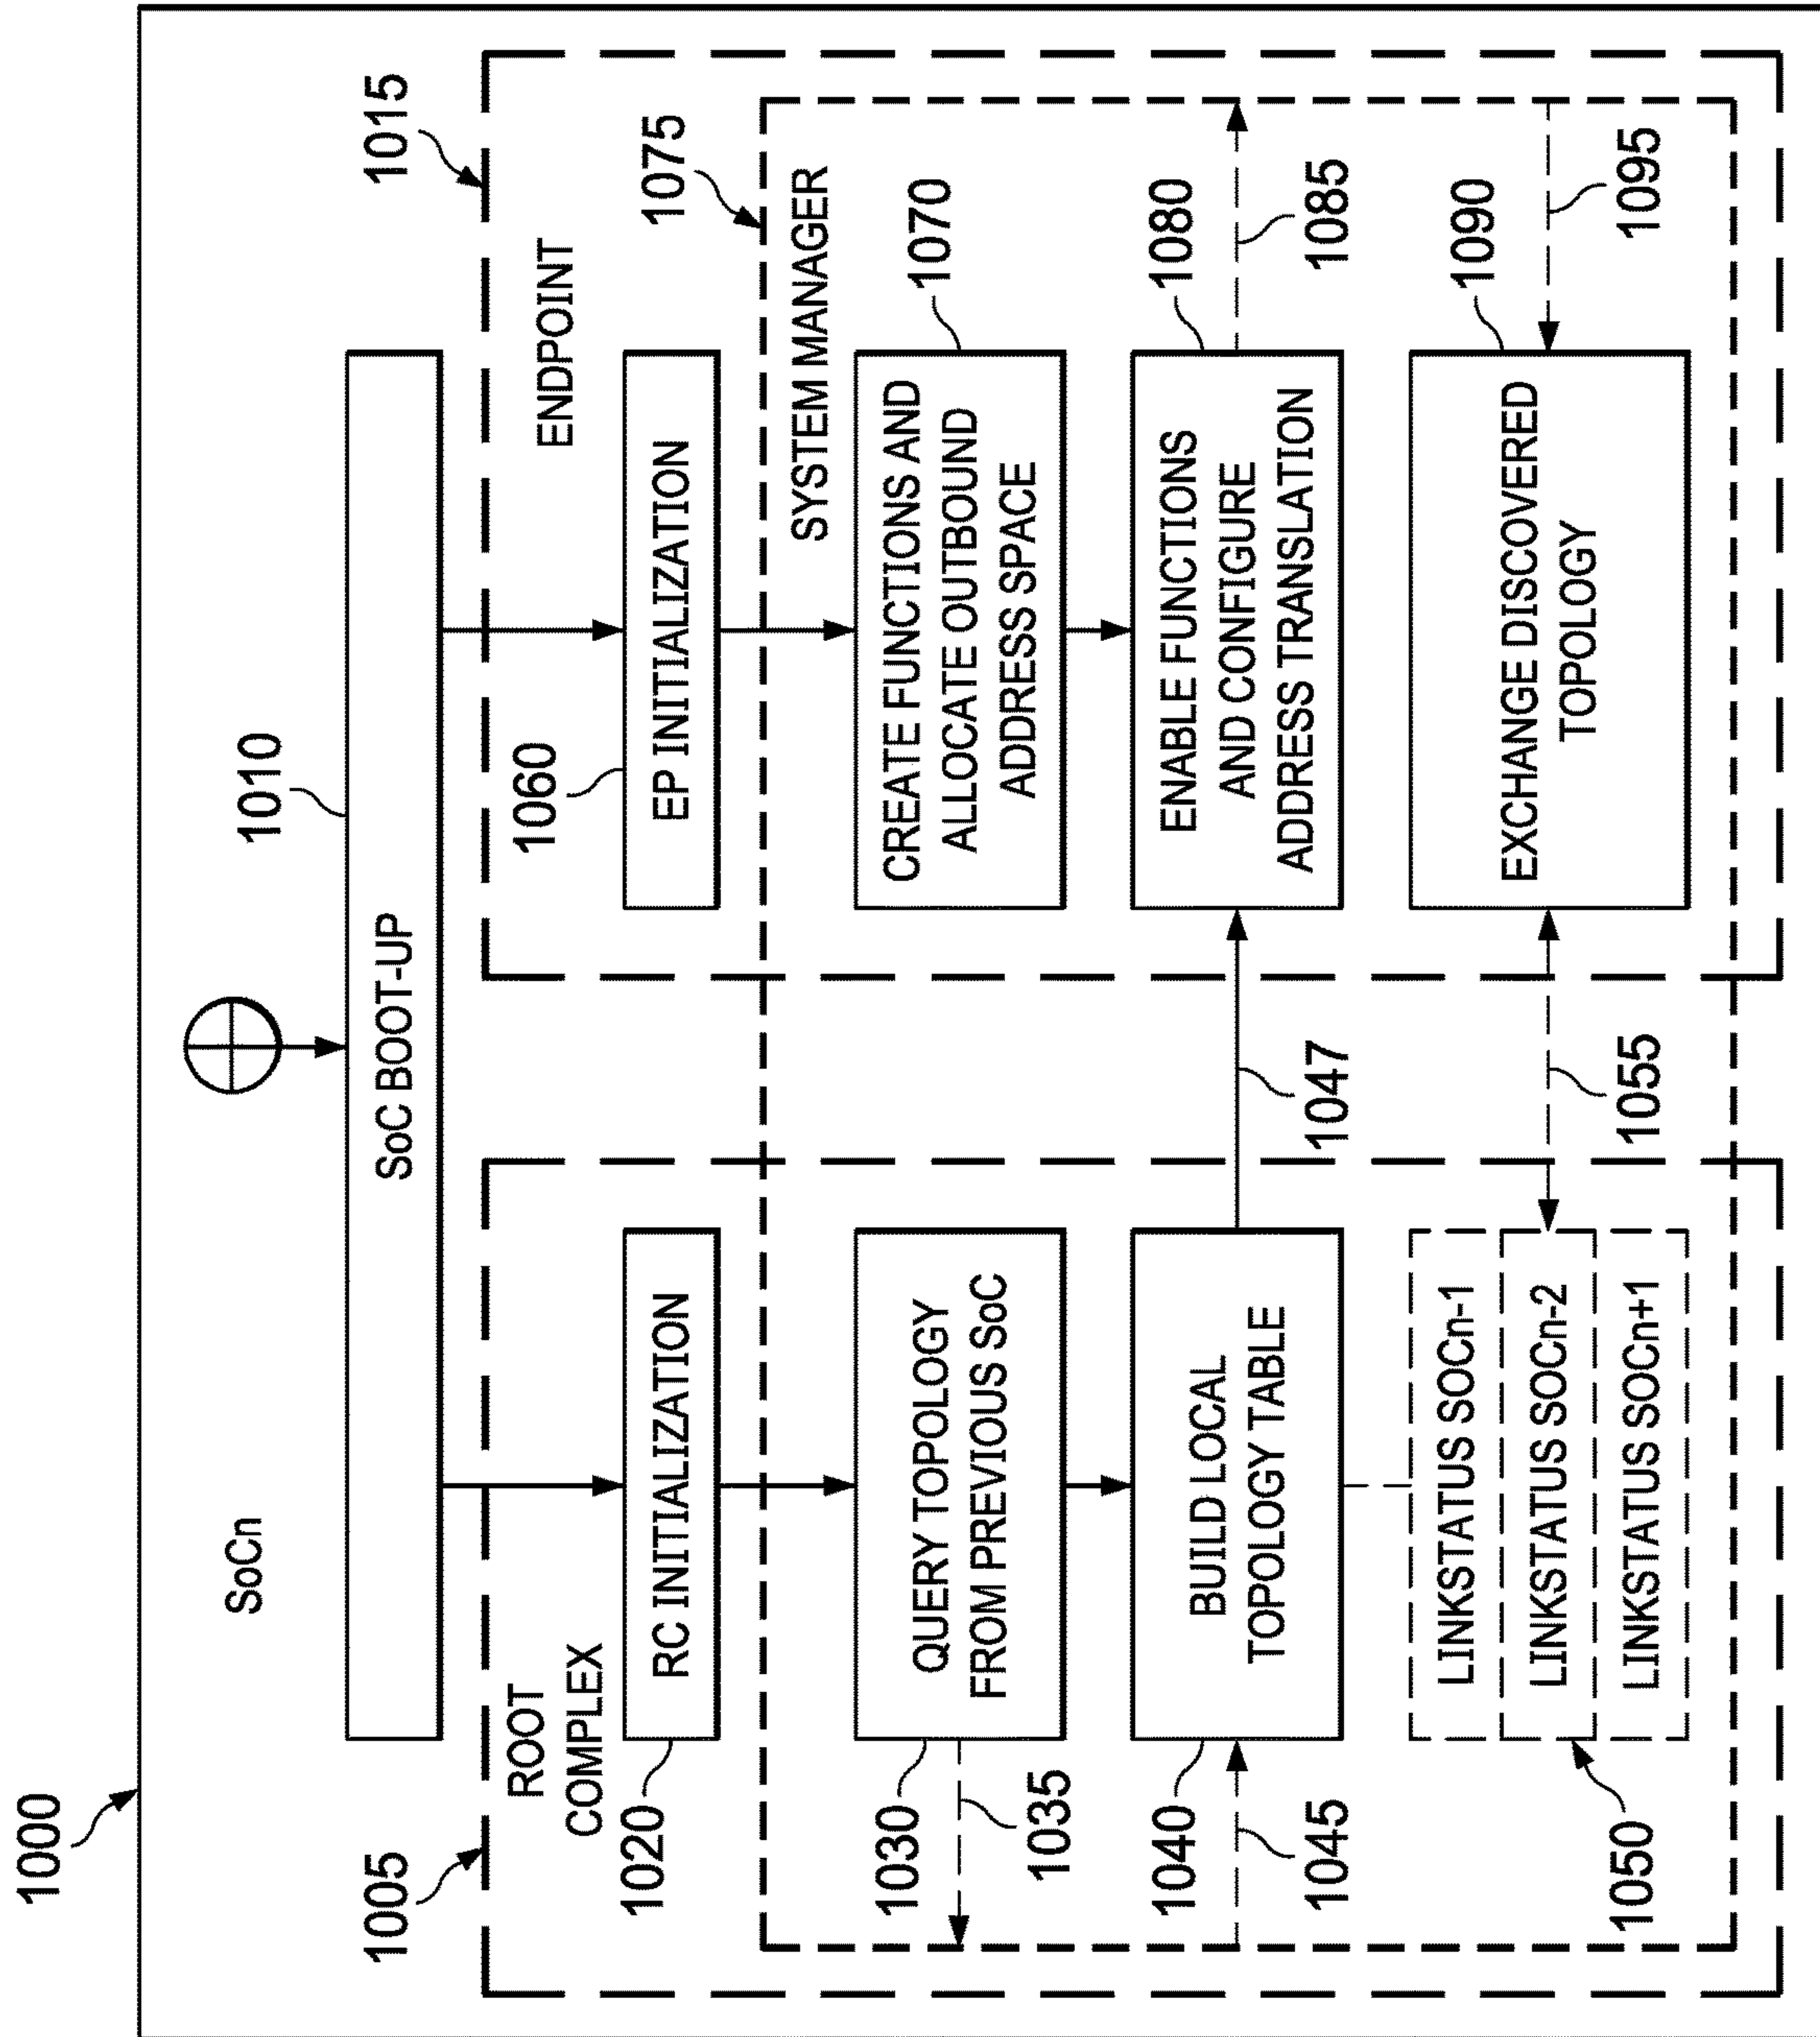 1000
SoCn
1010
SoC BOOT-UP
1005
ROOT
COMPLEX
1015
ENDPOINT
1020
RC INITIALIZATION
1060
EP INITIALIZATION
1075
SYSTEM MANAGER
1030
QUERY TOPOLOGY
FROM PREVIOUS SoC
1035
1070
CREATE FUNCTIONS AND
ALLOCATE OUTBOUND
ADDRESS SPACE
1040
BUILD LOCAL
TOPOLOGY TABLE
1045
1047
1080
ENABLE FUNCTIONS
AND CONFIGURE
ADDRESS TRANSLATION
1085
LINKSTATUS SOCn-1
LINKSTATUS SOCn-2
LINKSTATUS SOCn+1
1050
1055
1090
EXCHANGE DISCOVERED
TOPOLOGY
1095